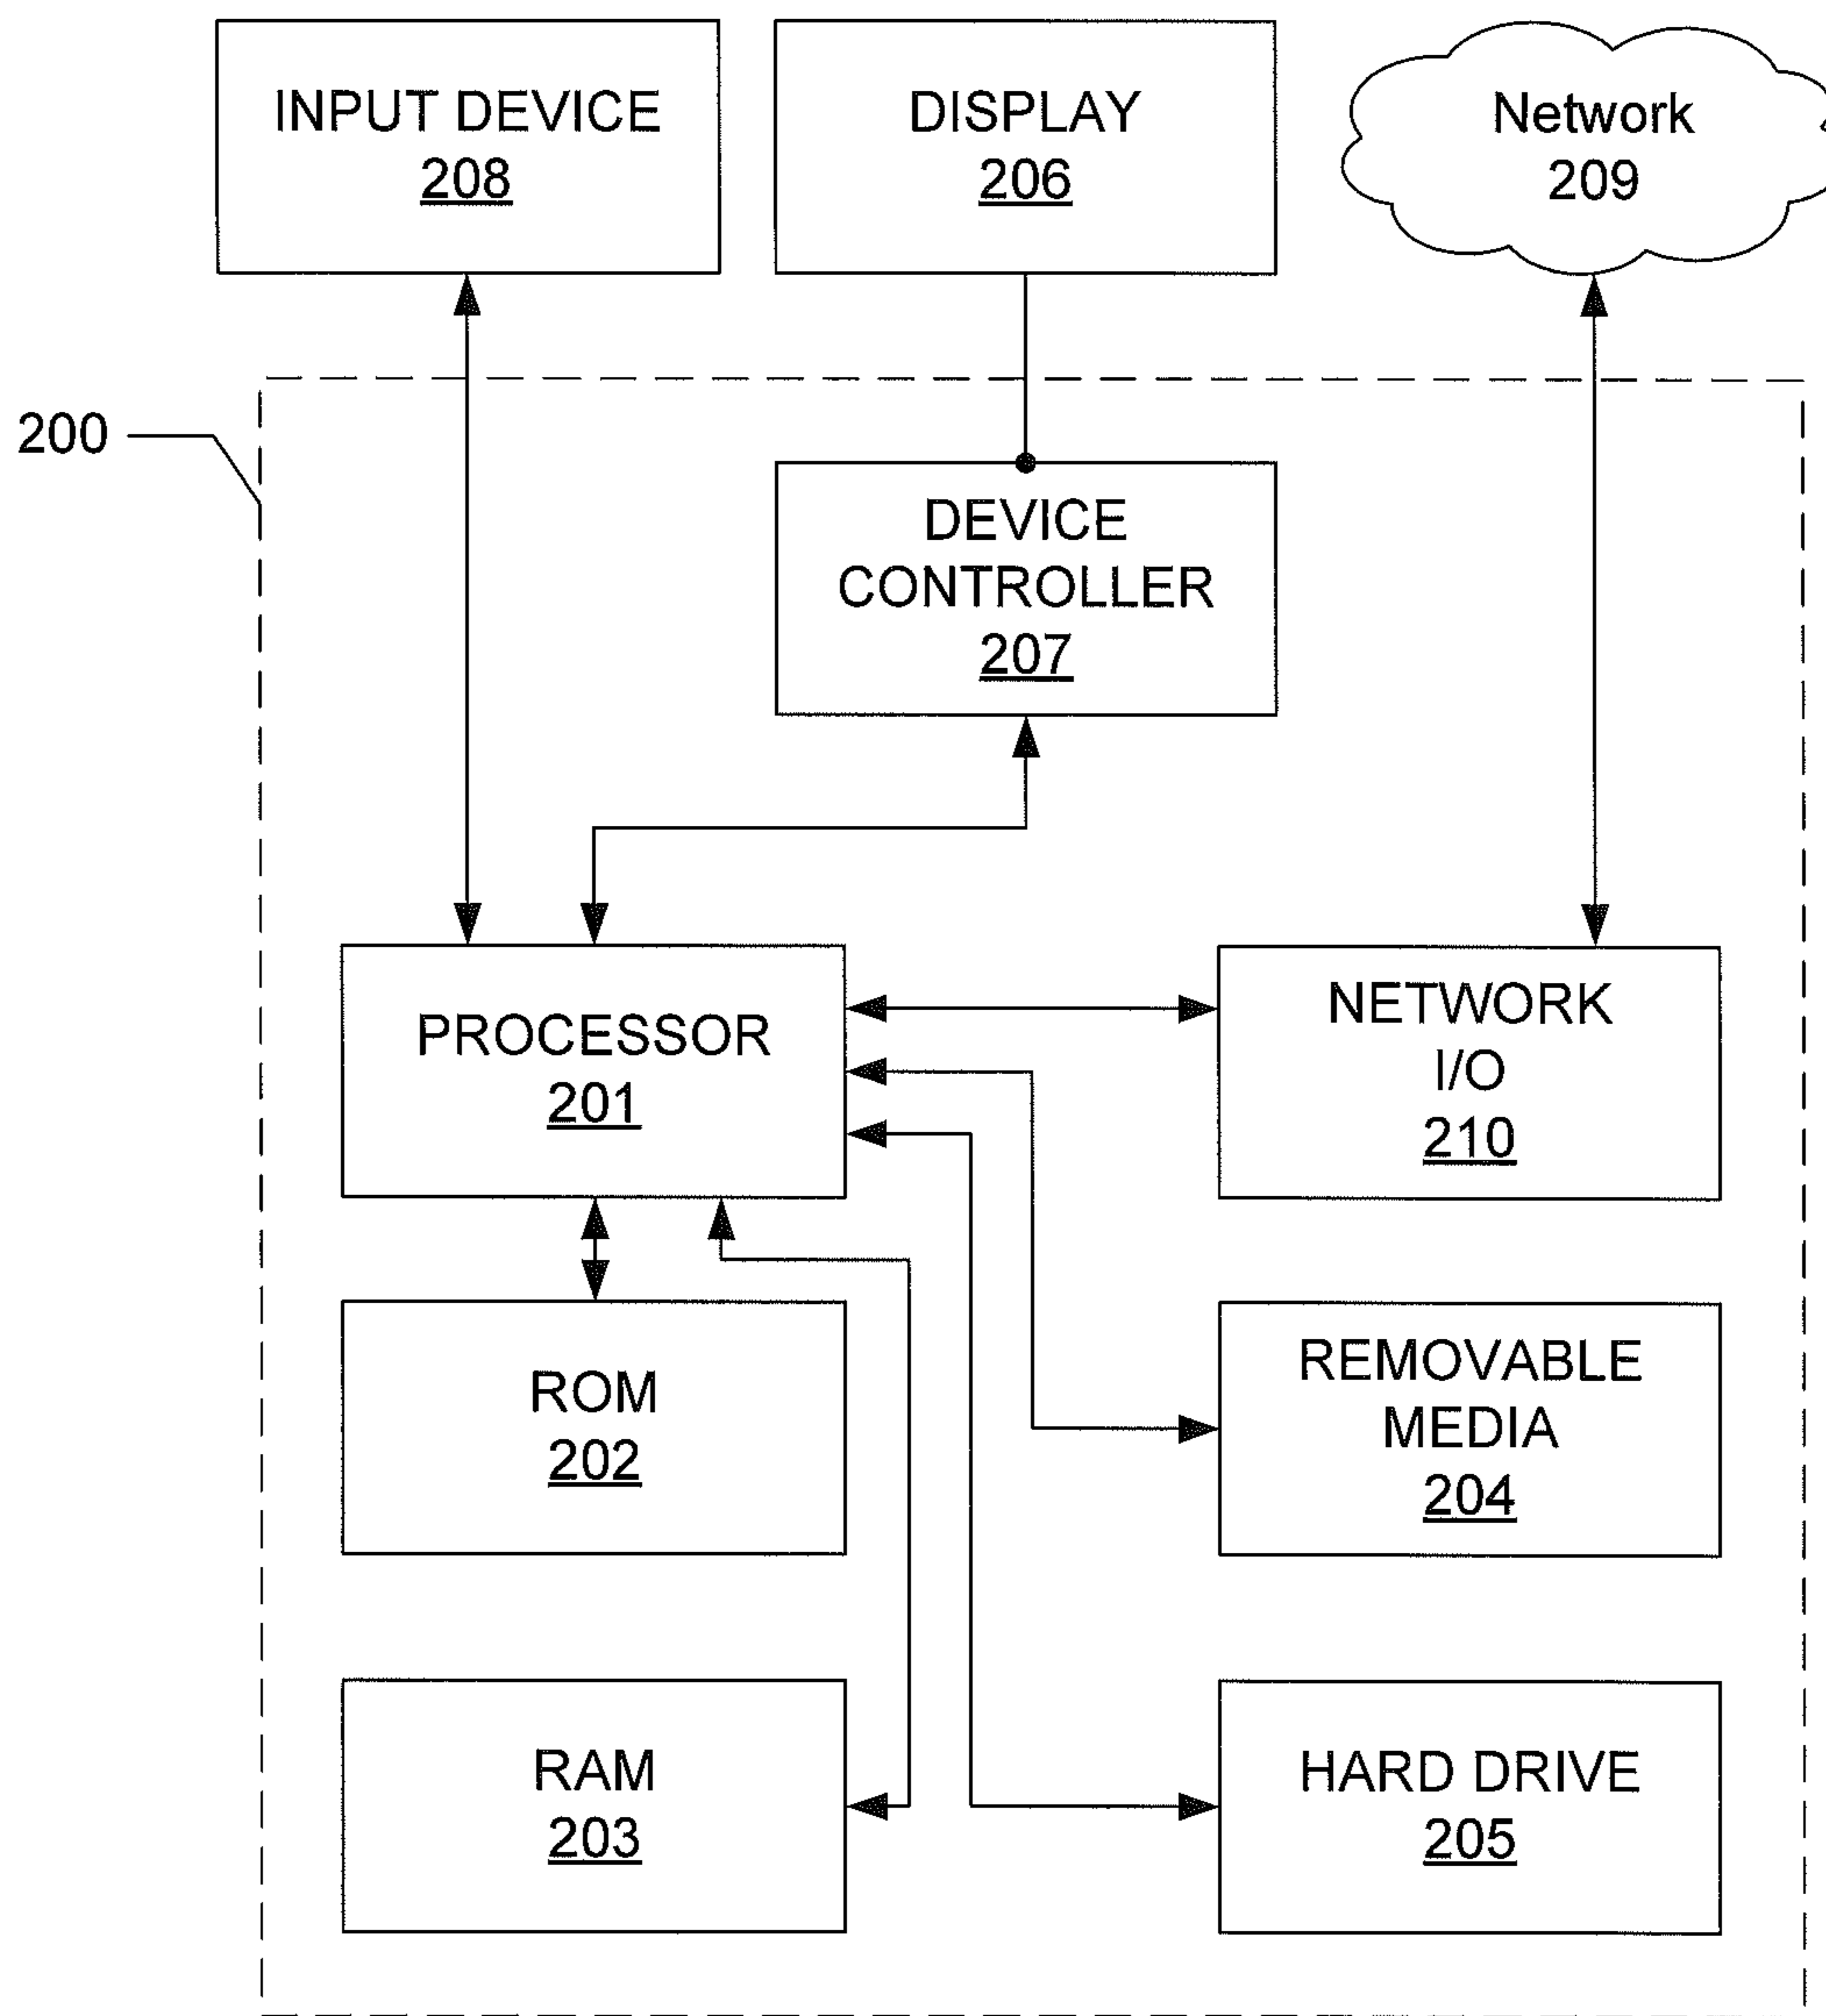 INPUT DEVICE
208
DISPLAY
206
Network
209
200
DEVICE
CONTROLLER
207
PROCESSOR
201
NETWORK
I/O
210
ROM
202
REMOVABLE
MEDIA
204
RAM
203
HARD DRIVE
205